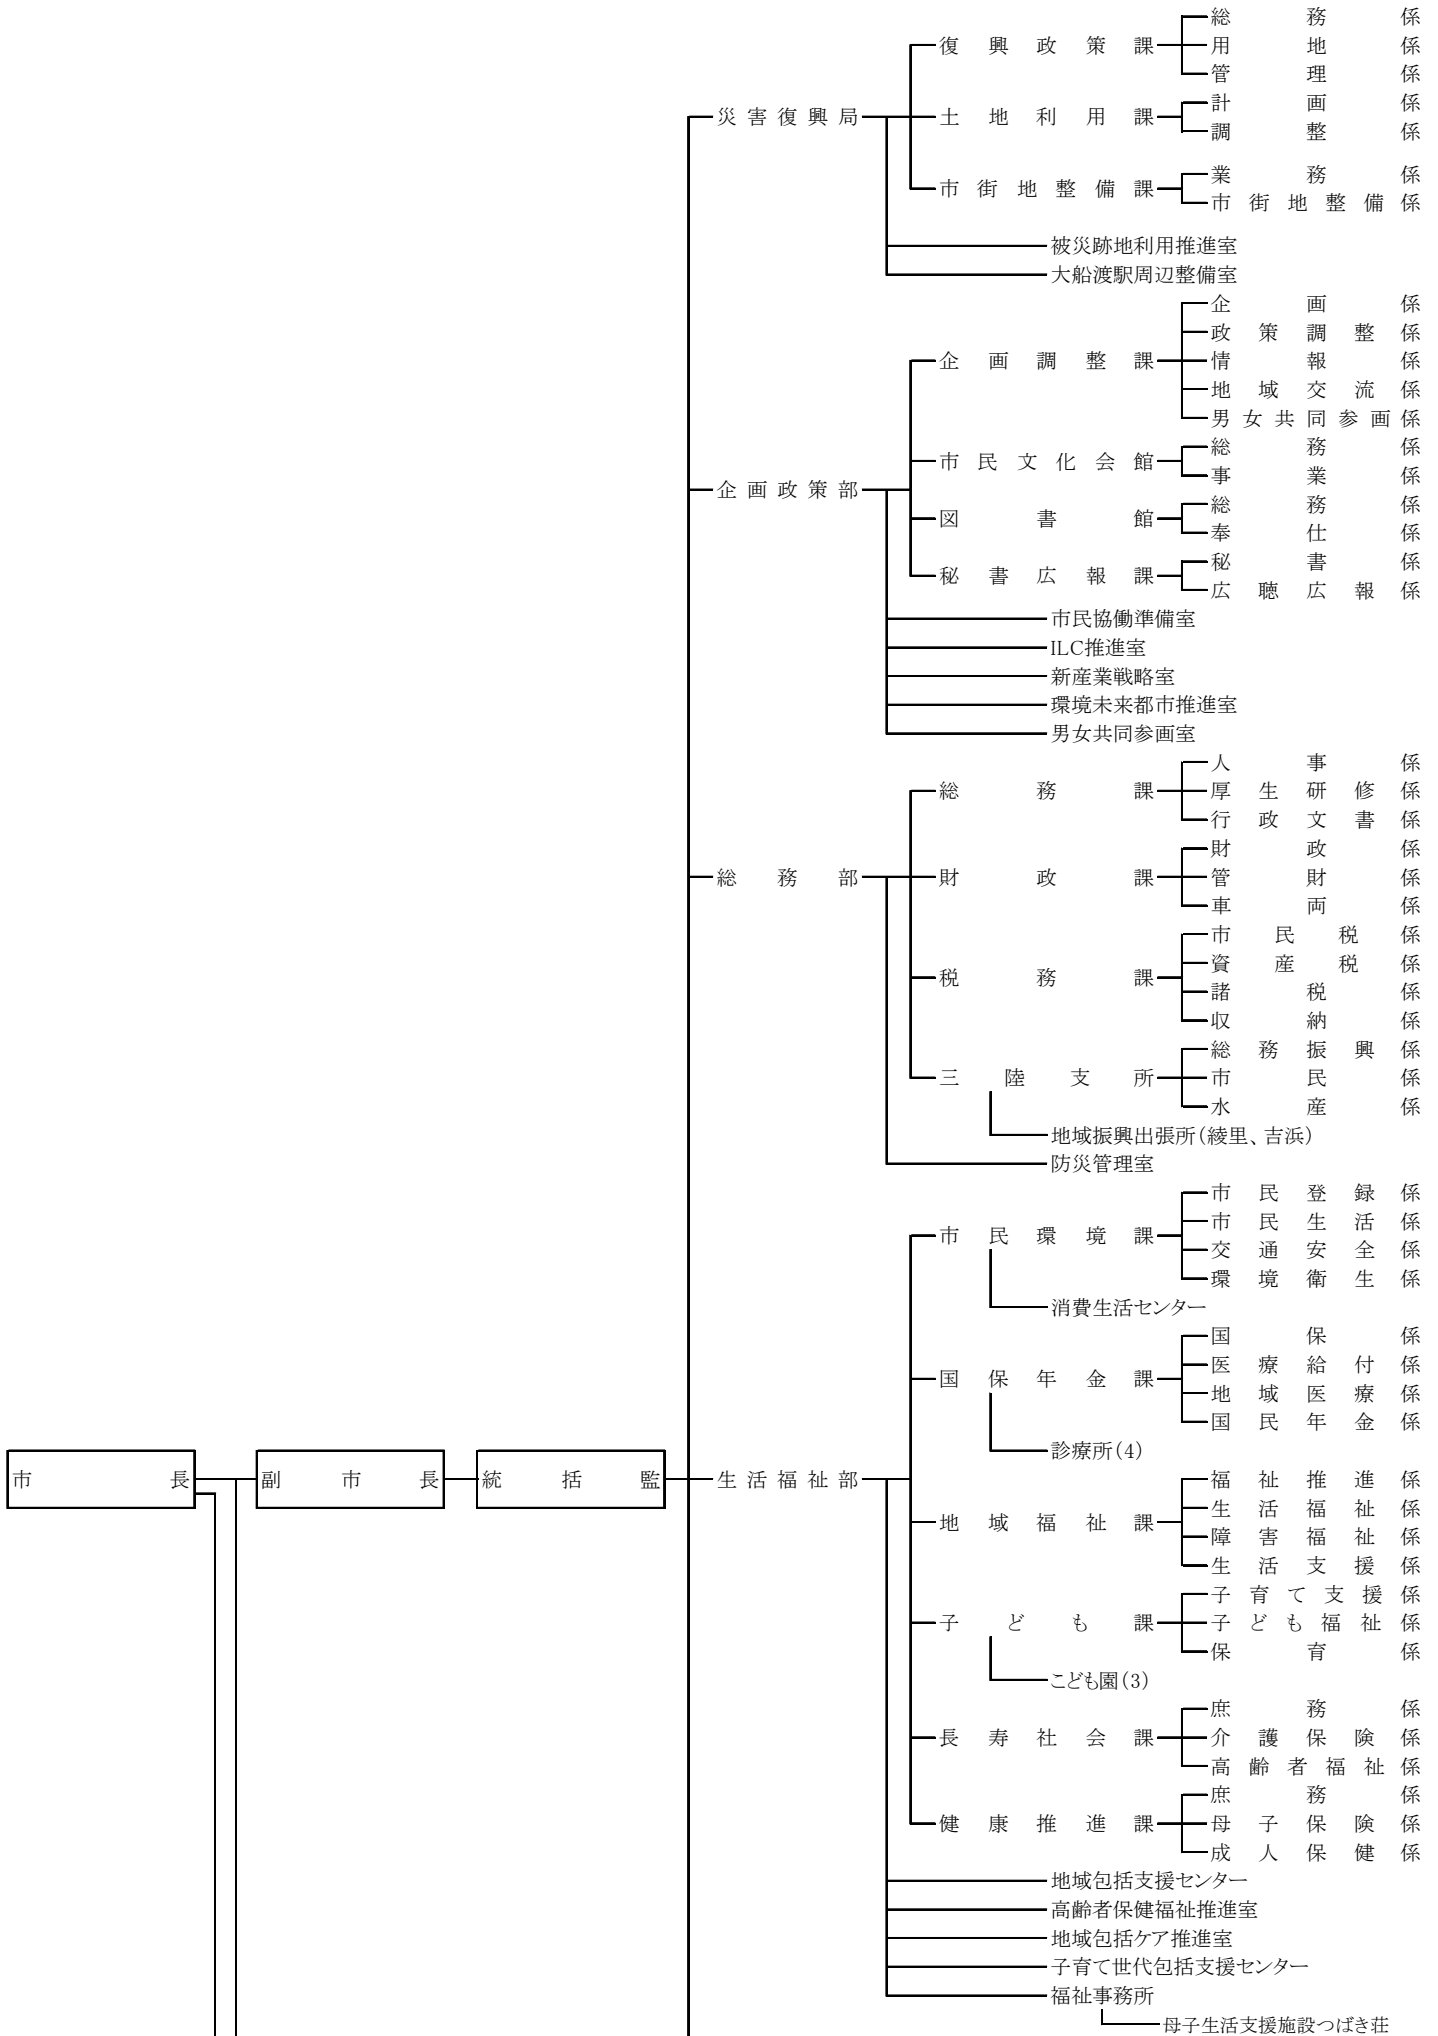 総務係
復興政策課
用地係
管理係
計画係
災害復興局
土地利用課
調整係
業務係
市街地整備課
市街地整備係
被災跡地利用推進室
大船渡駅周辺整備室
企画係
政策調整係
企画調整課
情報係
地域交流係
男女共同参画係
総務係
市民文化会館
事業係
企画政策部
総務係
図書館
奉仕係
秘書係
秘書広報課
広聴広報係
市民協働準備室
ILC推進室
新産業戦略室
環境未来都市推進室
男女共同参画室
人事係
総務課
厚生研修係
行政文書係
財政係
総務部
財政課
管財係
車両係
市民税係
資産税係
税務課
諸税係
収納係
総務振興係
三陸支所
市民係
水産係
地域振興出張所(綾里、吉浜)
防災管理室
市民登録係
市民生活係
市民環境課
交通安全係
環境衛生係
消費生活センター
国保係
医療給付係
国保年金課
地域医療係
国民年金係
診療所(4)
市長
副市長
統括監
生活福祉部
福祉推進係
生活福祉係
地域福祉課
障害福祉係
生活支援係
子育て支援係
子ども課
子ども福祉係
保育係
こども園(3)
庶務係
長寿社会課
介護保険係
高齢者福祉係
庶務係
健康推進課
母子保険係
成人保健係
地域包括支援センター
高齢者保健福祉推進室
地域包括ケア推進室
子育て世代包括支援センター
福祉事務所
母子生活支援施設つばき荘